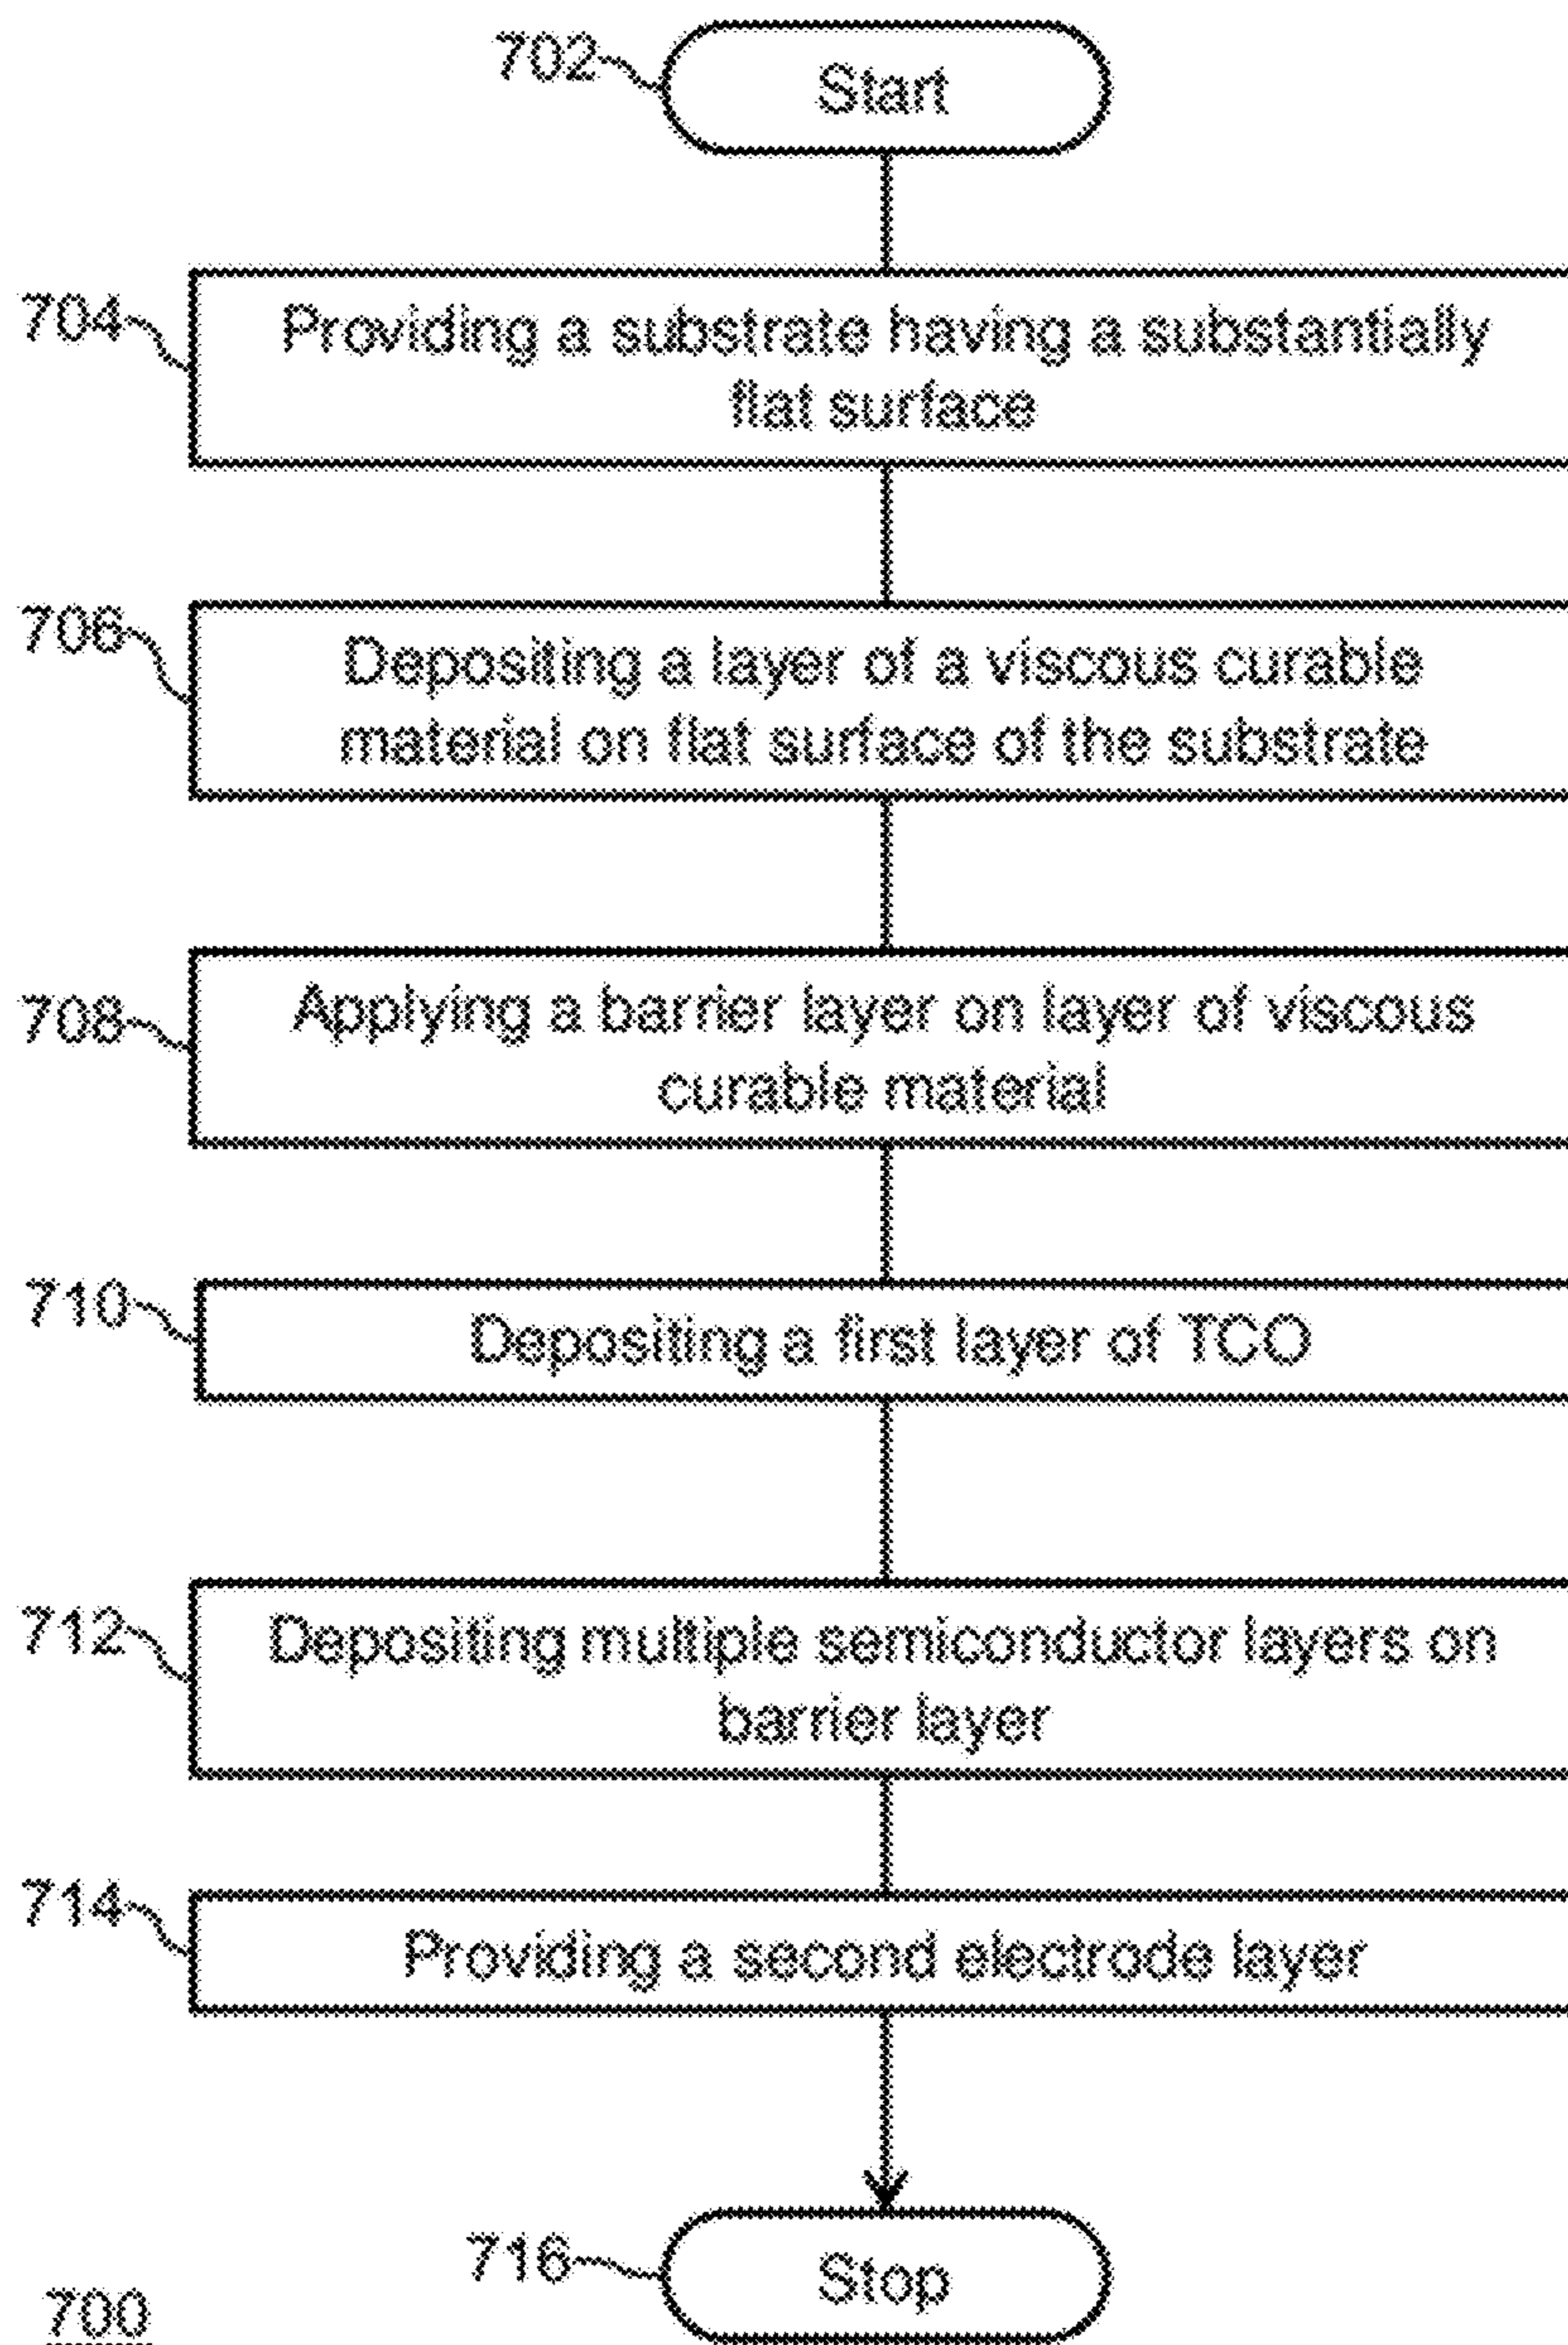 702
Start
704
Providing a substrate having a substantially
flat surface
706
Depositing a layer of a viscous curable
material on flat surface of the substrate
708
Applying a barrier layer on layer of viscous
curable material
710
Depositing a first layer of TCO
712
Depositing multiple semiconductor layers on
barrier layer
714
Providing a second electrode layer
716
Stop
700